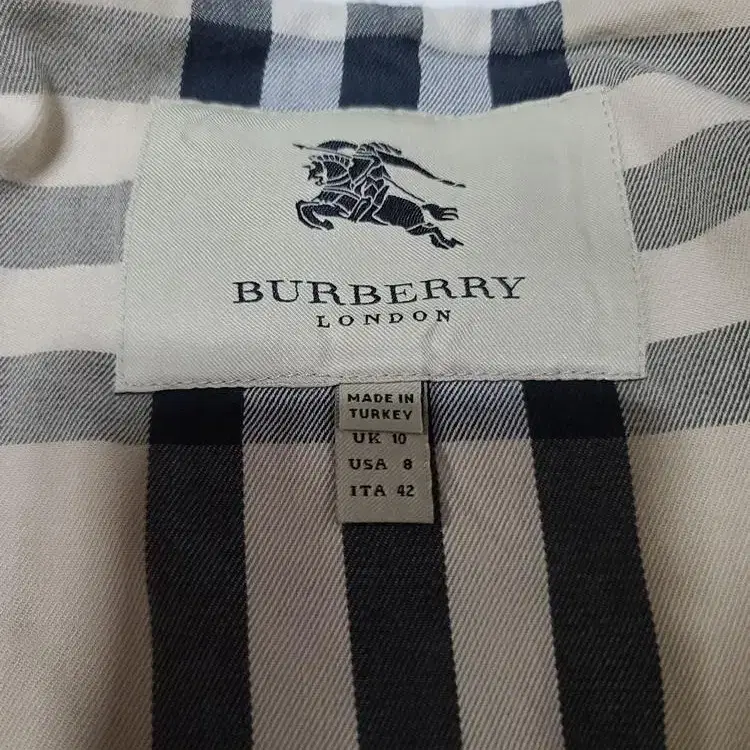 BURBERRY
LONDON
MADE IN
TURKEY
UK 10
USA 8
ITA 42